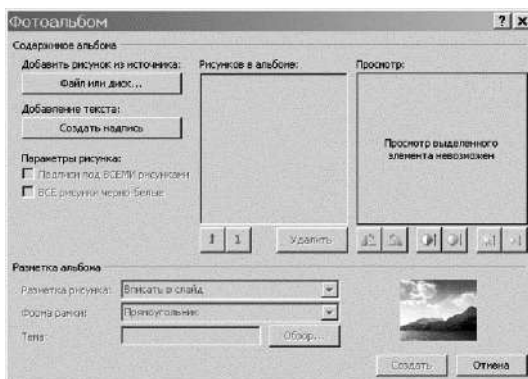 Фотоальбом
Содержимое альбома
Добавить рисунок из источника:
Файл или диск...
Добавление текста:
Создать надпись
Параметры рисунка:
Надписи под ВСЕМИ рисунками
ВСЕ рисунки черно-белые
Рисунков в альбоме:
Удалить
Просмотр:
Просмотр выделенного
элемента невозможен
Разметка альбома
Разметка рисунка:
Вписать в слайд
Форма рамки:
Прямоугольник
Тема:
Обзор...
Создать
Отмена